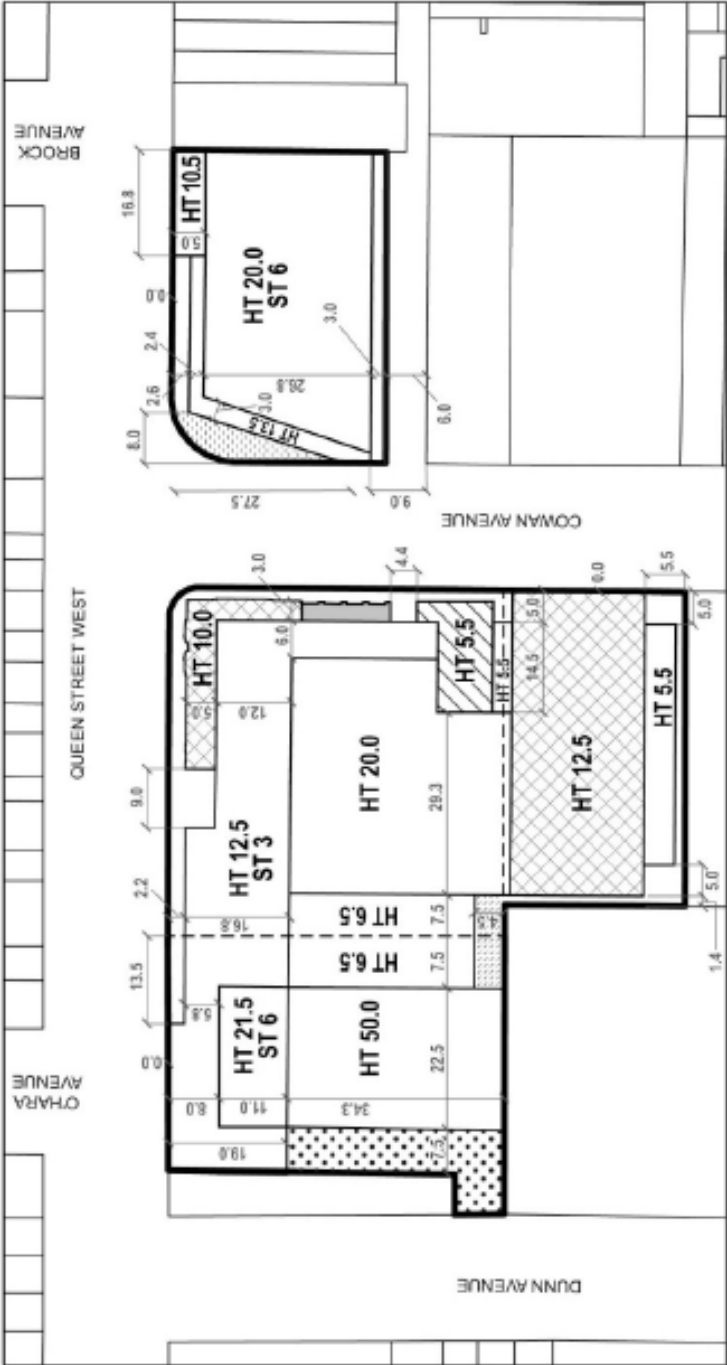 BROCK
AVENUE
16.8
HT 10.5
5.0
0.0
HT 20.0
ST 6
2.4
3.0
2.6
26.8
3.0
8.0
HT 13.5
6.0
27.5
9.0
COWAN AVENUE
QUEEN STREET WEST
3.0
4.4
0.0
5.5
HT 10.0
6.0
HT 5.5
5.0
5.0
5.0
12.0
HT 5.5
14.5
HT 5.5
9.0
HT 20.0
29.3
HT 12.5
HT 12.5
ST 3
2.2
16.8
HT 6.5
7.5
5.0
13.5
HT 6.5
7.5
1.4
5.8
O'HARA
AVENUE
0.0
HT 21.5
ST 6
HT 50.0
22.5
8.0
11.0
34.3
19.0
7.5
DUNN AVENUE